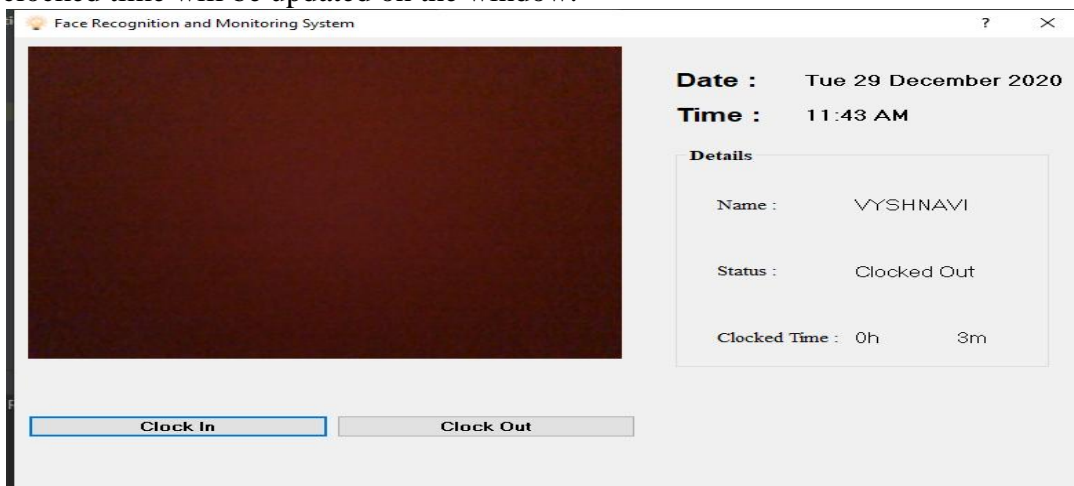 clocked time will be updated on the window.
Face Recognition and Monitoring System ?
Date : Tue 29 December 2020
Time : 11:43 AM
Details
Name : VYSHNAVI
Status : Clocked Out
Clocked Time : 0h 3m
Clock In Clock Out